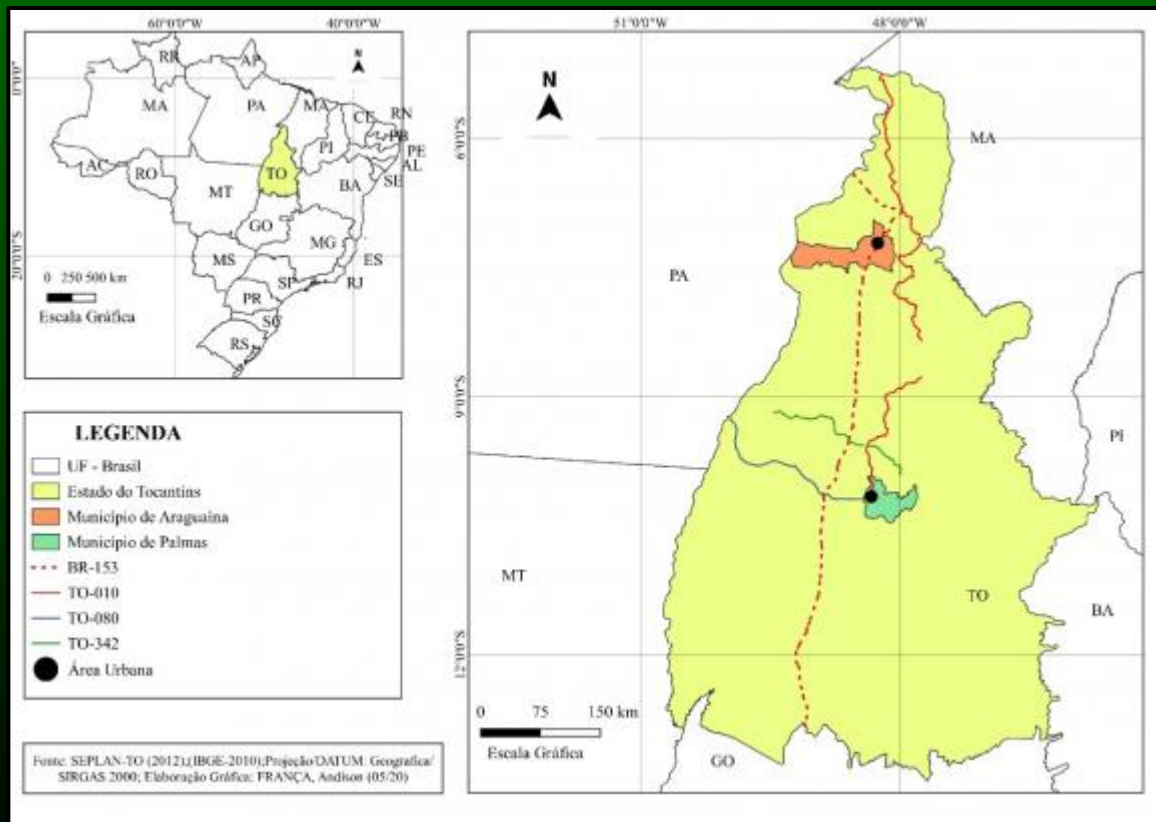 60°0'0"W 40°0'0"W
0°0'0"
20°0'0"S
N
RR
AP
MA
PA
MA
CE
RN
PB
PE
AL
SE
PI
AC
RO
TO
MT
BA
GO
MG
ES
MS
SP
RJ
PR
SC
RS
0 250 500 km
Escala Gráfica
LEGENDA
UF - Brasil
Estado do Tocantins
Município de Araguaína
Município de Palmas
BR-153
TO-010
TO-080
TO-342
Área Urbana
Fonte: SEPLAN-TO (2012);(IBGE-2010);Projeção/DATUM: Geografica/
SIRGAS 2000; Elaboração Gráfica: FRANÇA, Andison (05/20)
51°0'0"W 48°0'0"W
6°0'0"S
9°0'0"S
12°0'0"S
N
MA
PA
PI
MT
TO
BA
GO
0 75 150 km
Escala Gráfica